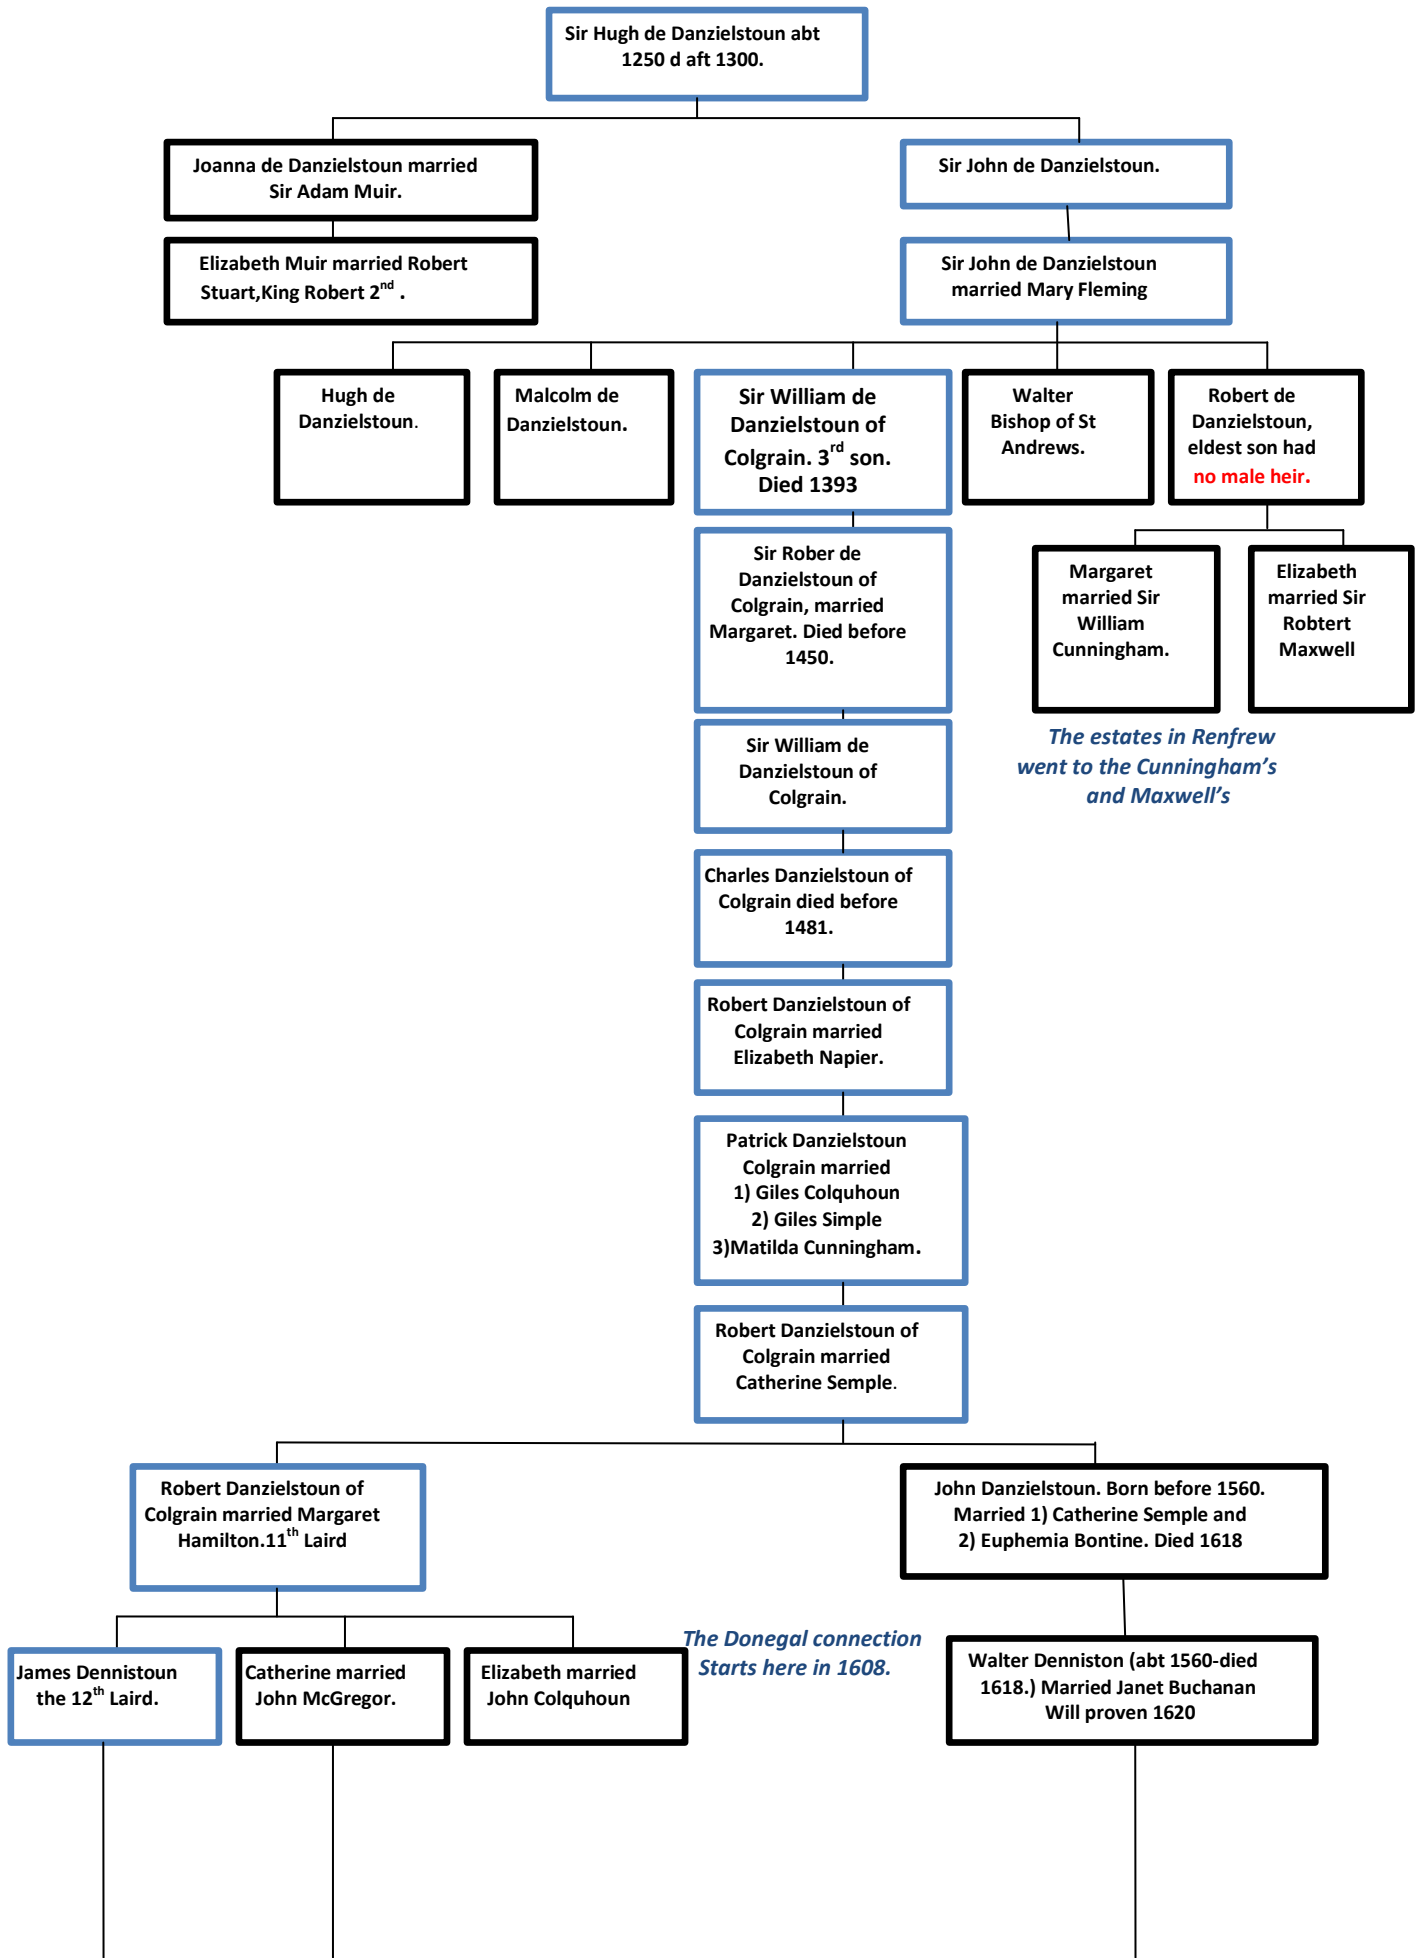 Sir Hugh de Danzielstoun abt
1250 d aft 1300.
Joanna de Danzielstoun married
Sir Adam Muir.
Sir John de Danzielstoun.
Elizabeth Muir married Robert
Stuart,King Robert 2nd .
Sir John de Danzielstoun
married Mary Fleming
Hugh de
Danzielstoun.
Malcolm de
Danzielstoun.
Sir William de
Danzielstoun of
Colgrain. 3rd son.
Died 1393
Walter
Bishop of St
Andrews.
Robert de
Danzielstoun,
eldest son had
no male heir.
Sir Rober de
Danzielstoun of
Colgrain, married
Margaret. Died before
1450.
Margaret
married Sir
William
Cunningham.
Elizabeth
married Sir
Robtert
Maxwell
Sir William de
Danzielstoun of
Colgrain.
The estates in Renfrew
went to the Cunningham’s
and Maxwell’s
Charles Danzielstoun of
Colgrain died before
1481.
Robert Danzielstoun of
Colgrain married
Elizabeth Napier.
Patrick Danzielstoun
Colgrain married
1) Giles Colquhoun
2) Giles Simple
3)Matilda Cunningham.
Robert Danzielstoun of
Colgrain married
Catherine Semple.
Robert Danzielstoun of
Colgrain married Margaret
Hamilton.11th Laird
John Danzielstoun. Born before 1560.
Married 1) Catherine Semple and
2) Euphemia Bontine. Died 1618
James Dennistoun
the 12th Laird.
Catherine married
John McGregor.
Elizabeth married
John Colquhoun
The Donegal connection
Starts here in 1608.
Walter Denniston (abt 1560-died
1618.) Married Janet Buchanan
Will proven 1620